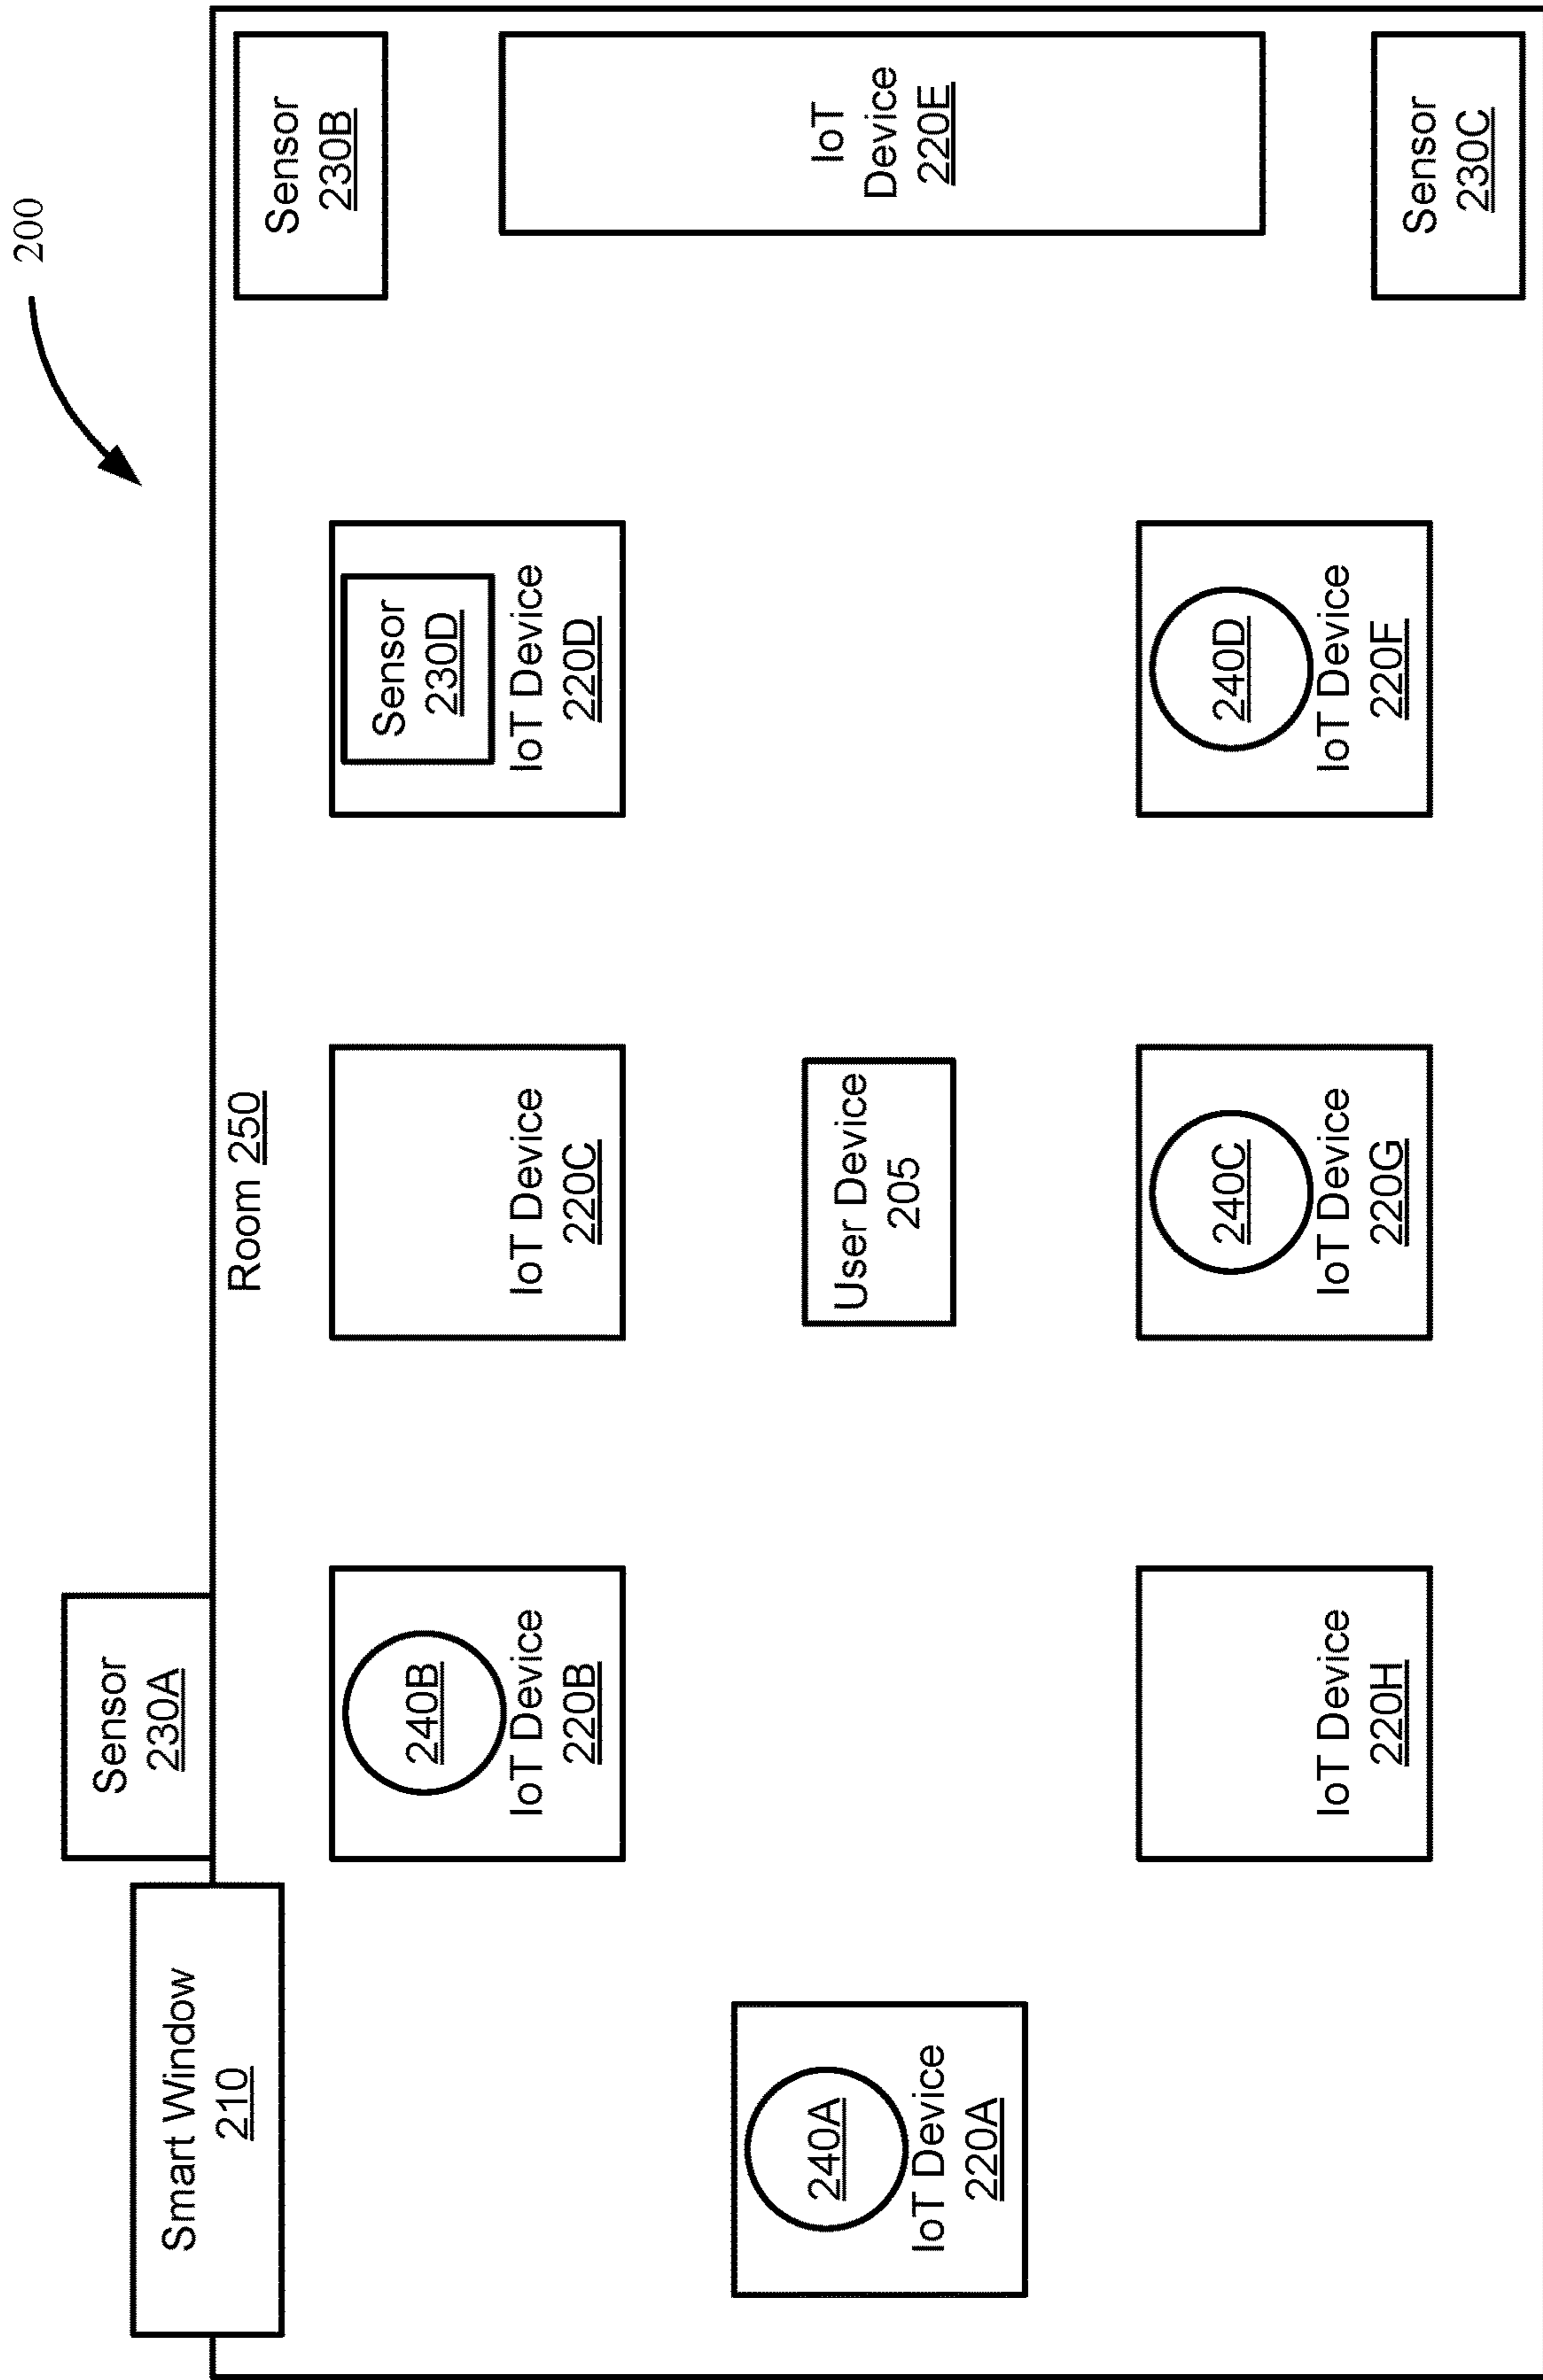 200
Smart Window
210
Sensor
230A
Room 250
Sensor
230B
240B
IoT Device
220B
IoT Device
220C
Sensor
230D
IoT Device
220D
240A
IoT Device
220A
User Device
205
IoT
Device
220E
IoT Device
220H
240C
IoT Device
220G
240D
IoT Device
220F
Sensor
230C